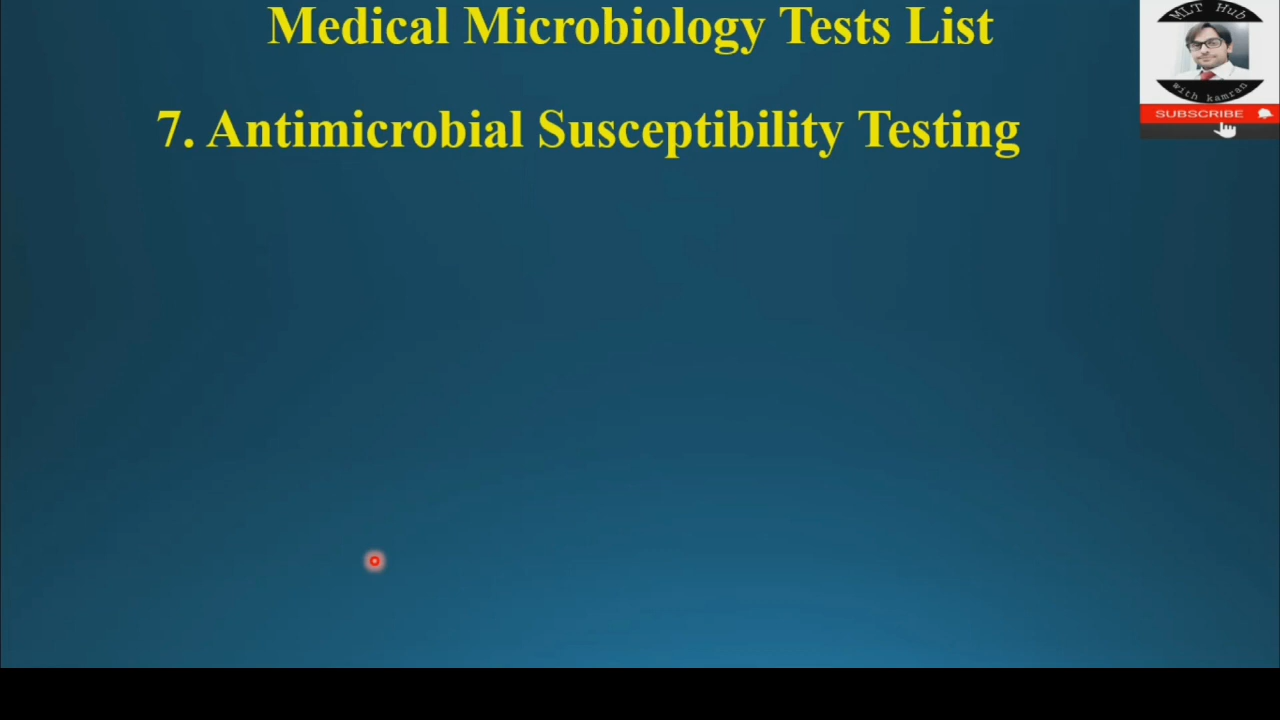 Medical Microbiology Tests List
MLT Hub
with kamran
SUBSCRIBE
7. Antimicrobial Susceptibility Testing